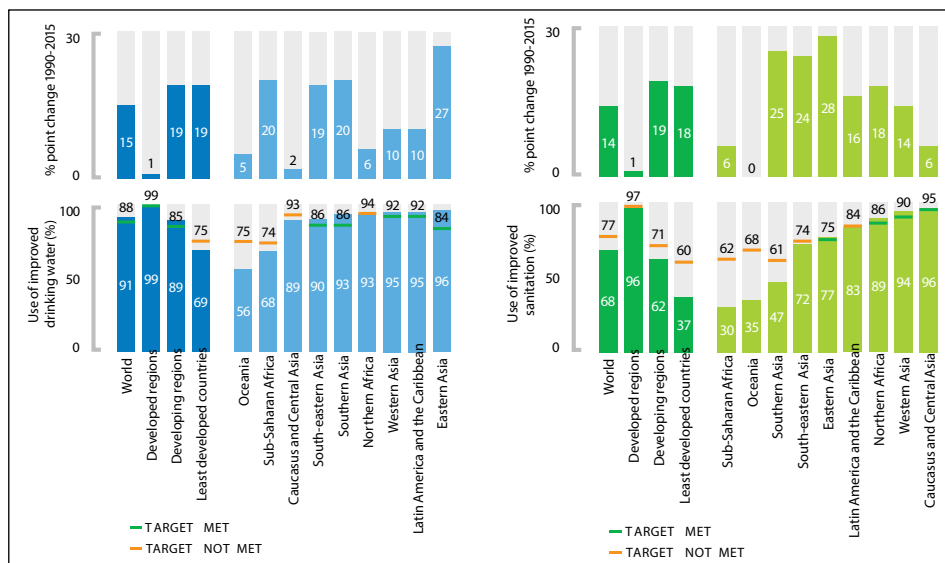 % point change 1990-2015
30
0
15
1
19
19
5
20
2
19
20
6
10
10
27
Use of improved
drinking water (%)
100
50
0
88
99
85
75
75
74
93
86
86
94
92
92
84
91
99
89
69
56
68
89
90
93
93
95
95
96
World
Developed regions
Developing regions
Least developed countries
Oceania
Sub-Saharan Africa
Caucasus and Central Asia
South-eastern Asia
Southern Asia
Northern Africa
Western Asia
Latin America and the Caribbean
Eastern Asia
TARGET MET
TARGET NOT MET
% point change 1990-2015
30
0
14
1
19
18
6
0
25
24
28
16
18
14
6
Use of improved
sanitation (%)
100
50
0
77
97
71
60
62
68
61
74
75
84
86
90
95
68
96
62
37
30
35
47
72
77
83
89
94
96
World
Developed regions
Developing regions
Least developed countries
Sub-Saharan Africa
Oceania
Southern Asia
South-eastern Asia
Eastern Asia
Latin America and the Caribbean
Northern Africa
Western Asia
Caucasus and Central Asia
TARGET MET
TARGET NOT MET